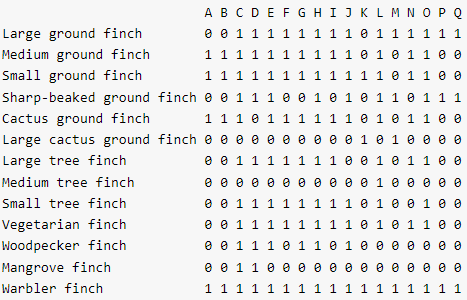 A B C D E F G H I J K L M N O P Q
Large ground finch 0 0 1 1 1 1 1 1 1 1 0 1 1 1 1 1 1
Medium ground finch 1 1 1 1 1 1 1 1 1 1 0 1 0 1 1 0 0
Small ground finch 1 1 1 1 1 1 1 1 1 1 1 1 0 1 1 0 0
Sharp-beaked ground finch 0 0 1 1 1 0 0 1 0 1 0 1 1 0 1 1 1
Cactus ground finch 1 1 1 0 1 1 1 1 1 1 0 1 0 1 1 0 0
Large cactus ground finch 0 0 0 0 0 0 0 0 0 0 1 0 1 0 0 0 0
Large tree finch 0 0 1 1 1 1 1 1 1 0 0 1 0 1 1 0 0
Medium tree finch 0 0 0 0 0 0 0 0 0 0 0 1 0 0 0 0 0
Small tree finch 0 0 1 1 1 1 1 1 1 1 0 1 0 0 1 0 0
Vegetarian finch 0 0 1 1 1 1 1 1 1 1 0 1 0 1 1 0 0
Woodpecker finch 0 0 1 1 1 0 1 1 0 1 0 0 0 0 0 0 0
Mangrove finch 0 0 1 1 0 0 0 0 0 0 0 0 0 0 0 0 0
Warbler finch 1 1 1 1 1 1 1 1 1 1 1 1 1 1 1 1 1